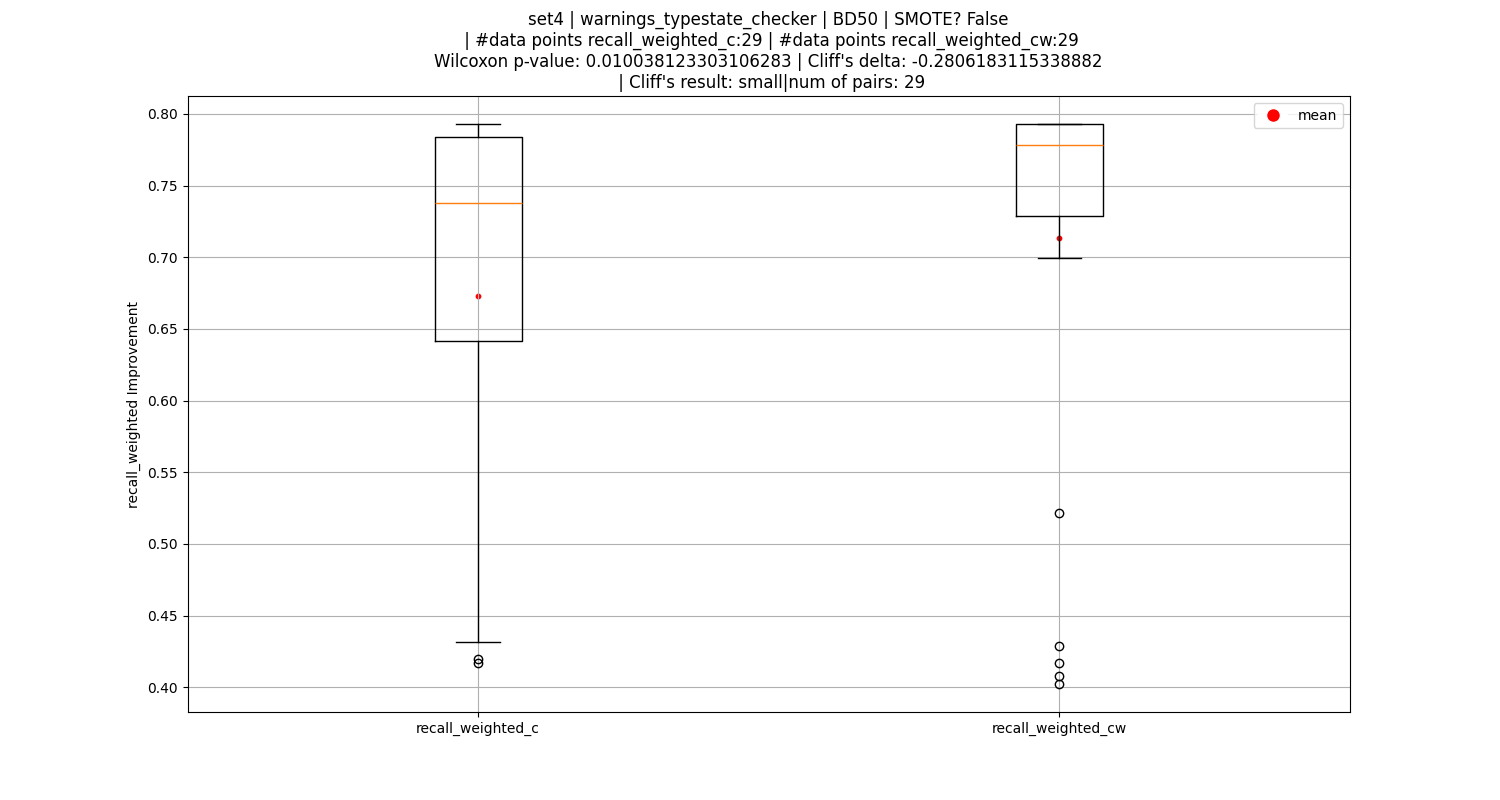 set4 | warnings_typestate_checker | BD50 | SMOTE? False
| #data points recall_weighted_c:29 | #data points recall_weighted_cw:29
Wilcoxon p-value: 0.010038123303106283 | Cliff's delta: -0.2806183115338882
| Cliff's result: small|num of pairs: 29
mean
0.80
0.75
0.70
0.65
0.60
0.55
0.50
0.45
0.40
recall_weighted Improvement
recall_weighted_c
recall_weighted_cw